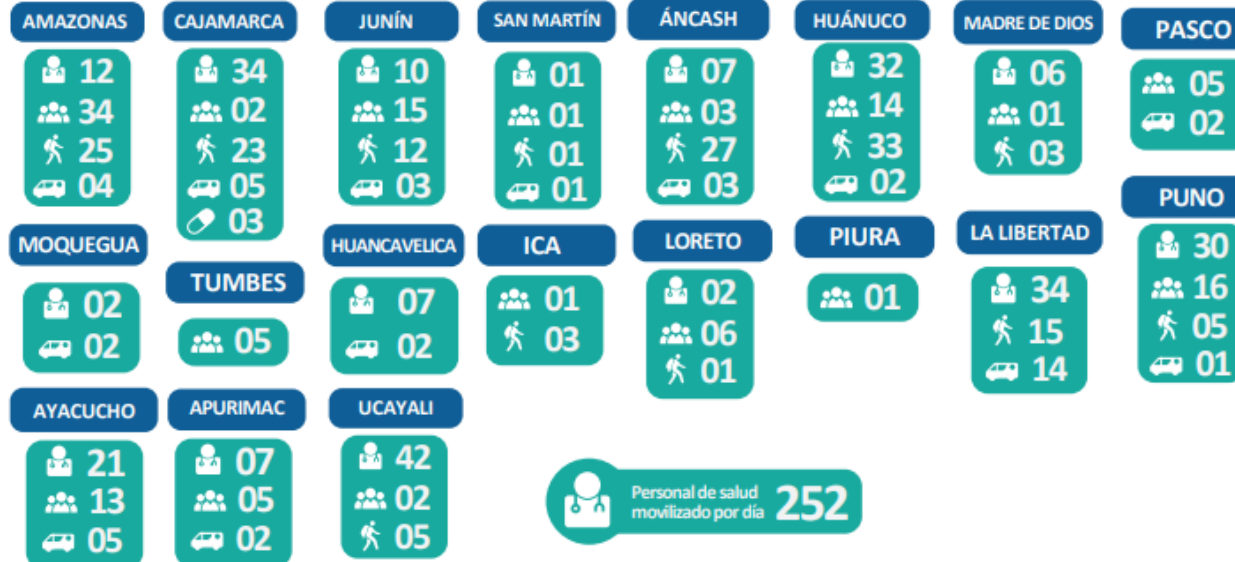 AMAZONAS
12
34
25
04
CAJAMARCA
34
02
23
05
03
JUNÍN
10
15
12
03
SAN MARTÍN
01
01
01
01
ÁNCASH
07
03
27
03
HUÁNUCO
32
14
33
02
MADRE DE DIOS
06
01
03
PASCO
05
02
MOQUEGUA
02
02
TUMBES
05
HUANCAVELICA
07
02
ICA
01
03
LORETO
02
06
01
PIURA
01
LA LIBERTAD
34
15
14
PUNO
30
16
05
01
AYACUCHO
21
13
05
APURIMAC
07
05
02
UCAYALI
42
02
05
Personal de salud
movilizado por día
252